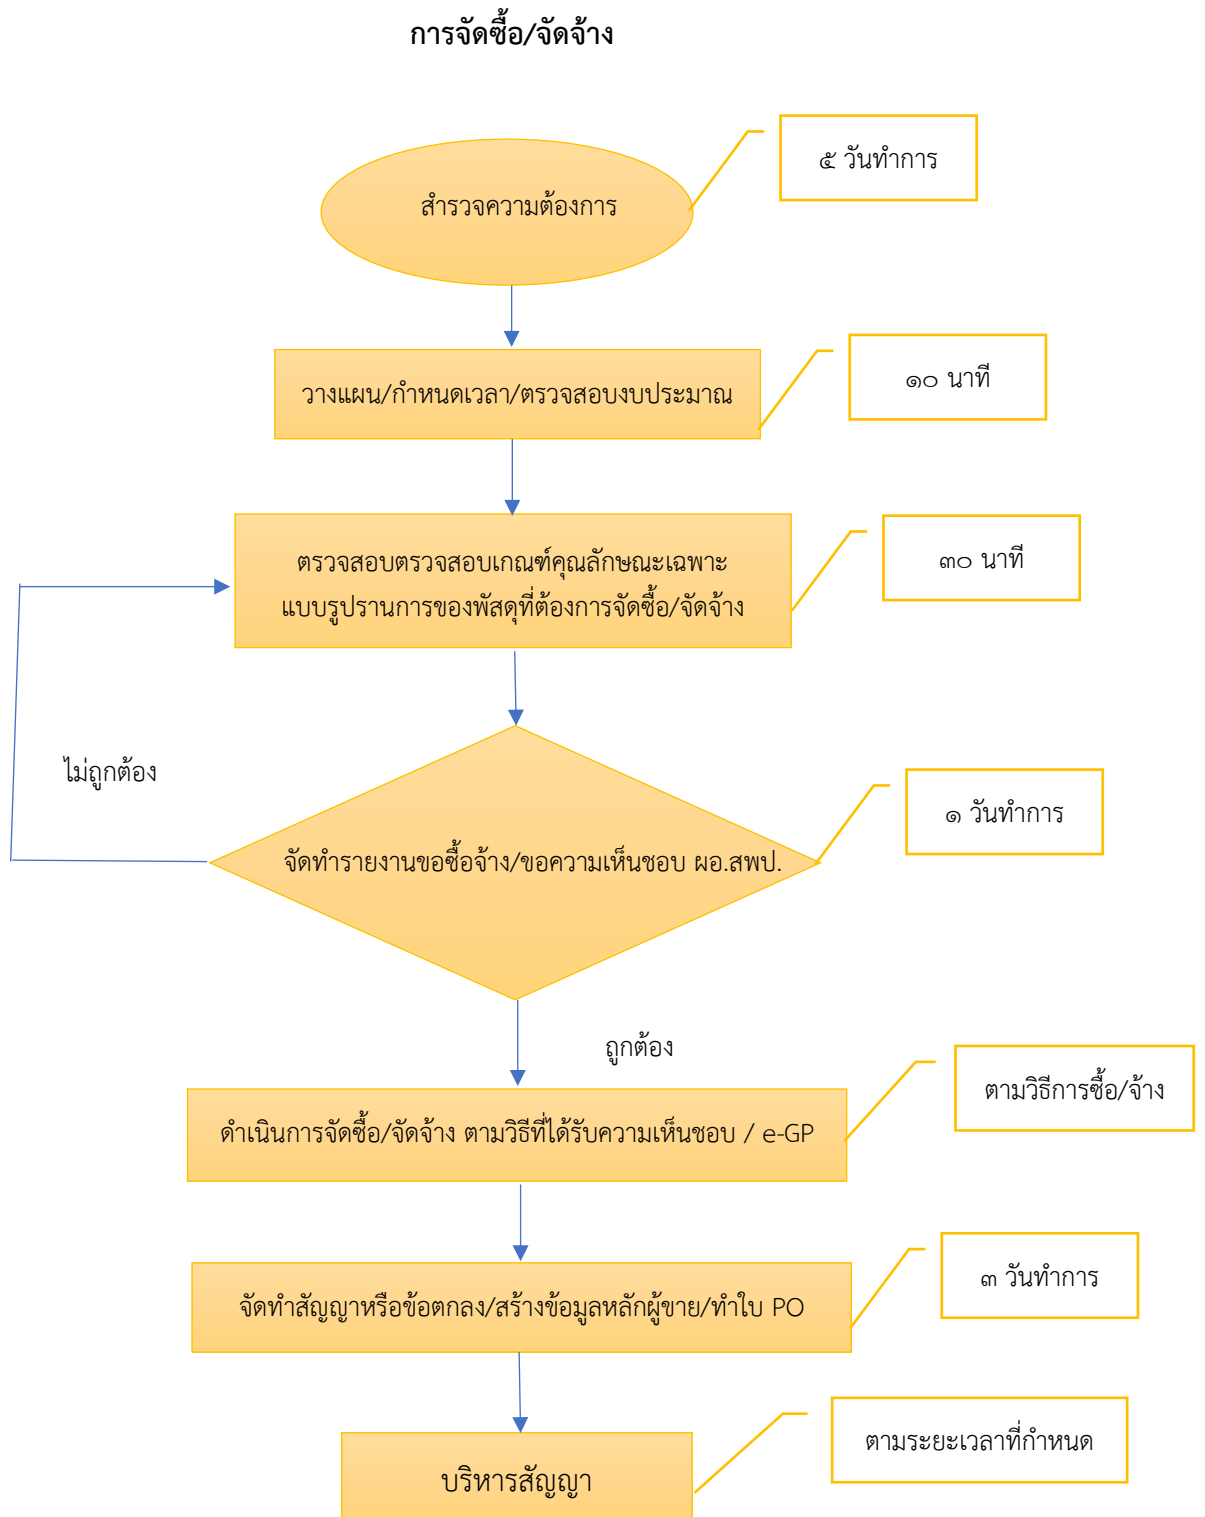 การจัดซื้อ/จัดจ้าง
๕ วันทำการ
สำรวจความต้องการ
๑๐ นาที
วางแผน/กำหนดเวลา/ตรวจสอบงบประมาณ
๓๐ นาที
ตรวจสอบตรวจสอบเกณฑ์คุณลักษณะเฉพาะ
แบบรูปรานการของพัสดุที่ต้องการจัดซื้อ/จัดจ้าง
ไม่ถูกต้อง
๑ วันทำการ
จัดทำรายงานขอซื้อจ้าง/ขอความเห็นชอบ ผอ.สพป.
ถูกต้อง
ตามวิธีการซื้อ/จ้าง
ดำเนินการจัดซื้อ/จัดจ้าง ตามวิธีที่ได้รับความเห็นชอบ / e-GP
๓ วันทำการ
จัดทำสัญญาหรือข้อตกลง/สร้างข้อมูลหลักผู้ขาย/ทำใบ PO
ตามระยะเวลาที่กำหนด
บริหารสัญญา